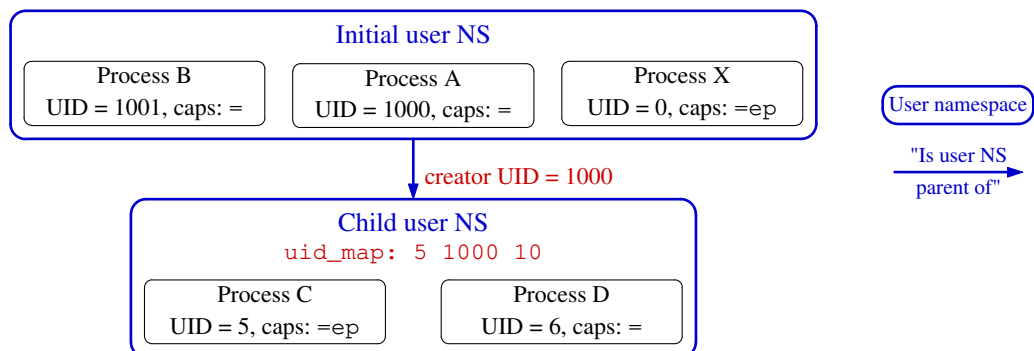 Initial user NS
Process B
UID = 1001, caps: =
Process A
UID = 1000, caps: =
Process X
UID = 0, caps: =ep
User namespace
"Is user NS
parent of"
creator UID = 1000
Child user NS
uid_map: 5 1000 10
Process C
UID = 5, caps: =ep
Process D
UID = 6, caps: =